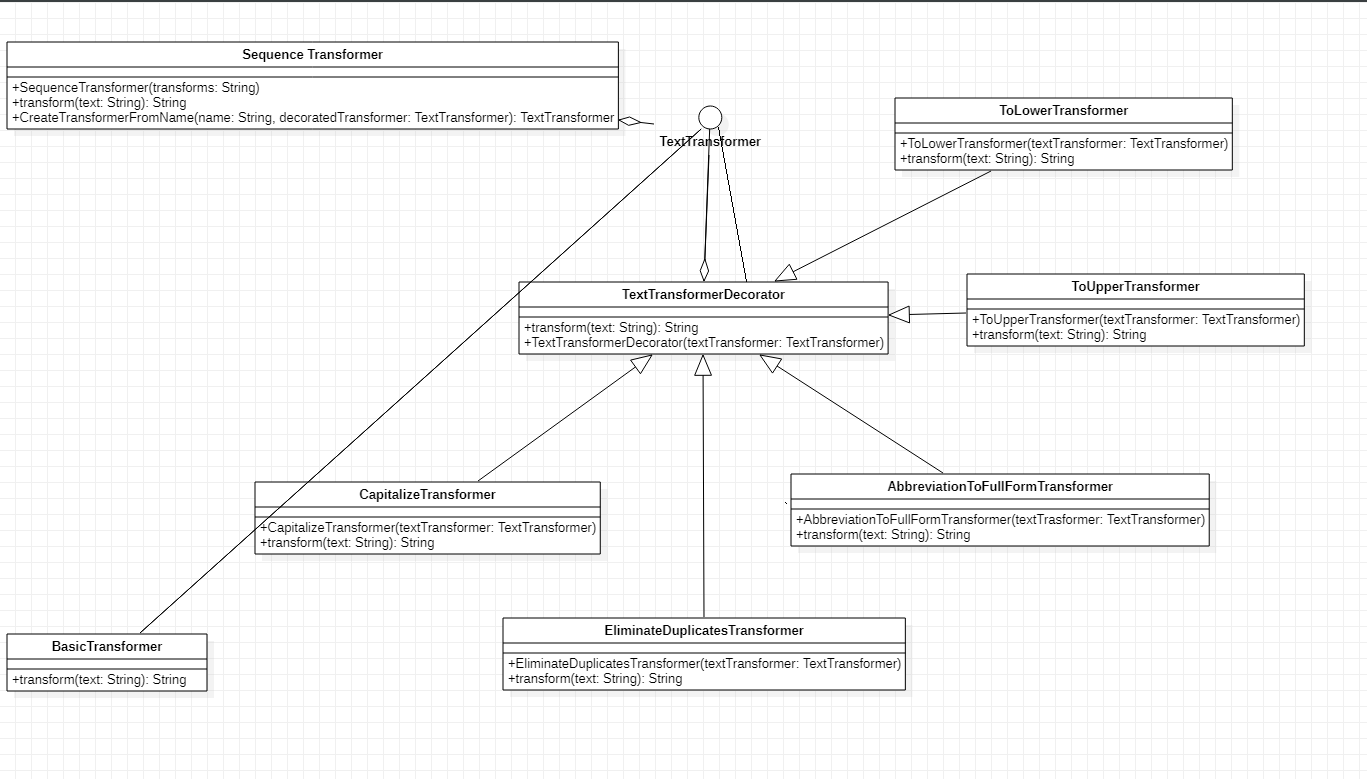 Sequence Transformer
+SequenceTransformer(transforms: String)
+transform(text: String): String
+CreateTransformerFromName(name: String, decoratedTransformer: TextTransformer): TextTransformer
TextTransformer
ToLowerTransformer
+ToLowerTransformer(textTransformer: TextTransformer)
+transform(text: String): String
TextTransformerDecorator
+transform(text: String): String
+TextTransformerDecorator(textTransformer: TextTransformer)
ToUpperTransformer
+ToUpperTransformer(textTransformer: TextTransformer)
+transform(text: String): String
CapitalizeTransformer
+CapitalizeTransformer(textTransformer: TextTransformer)
+transform(text: String): String
AbbreviationToFullFormTransformer
+AbbreviationToFullFormTransformer(textTrasformer: TextTransformer)
+transform(text: String): String
BasicTransformer
+transform(text: String): String
EliminateDuplicatesTransformer
+EliminateDuplicatesTransformer(textTransformer: TextTransformer)
+transform(text: String): String